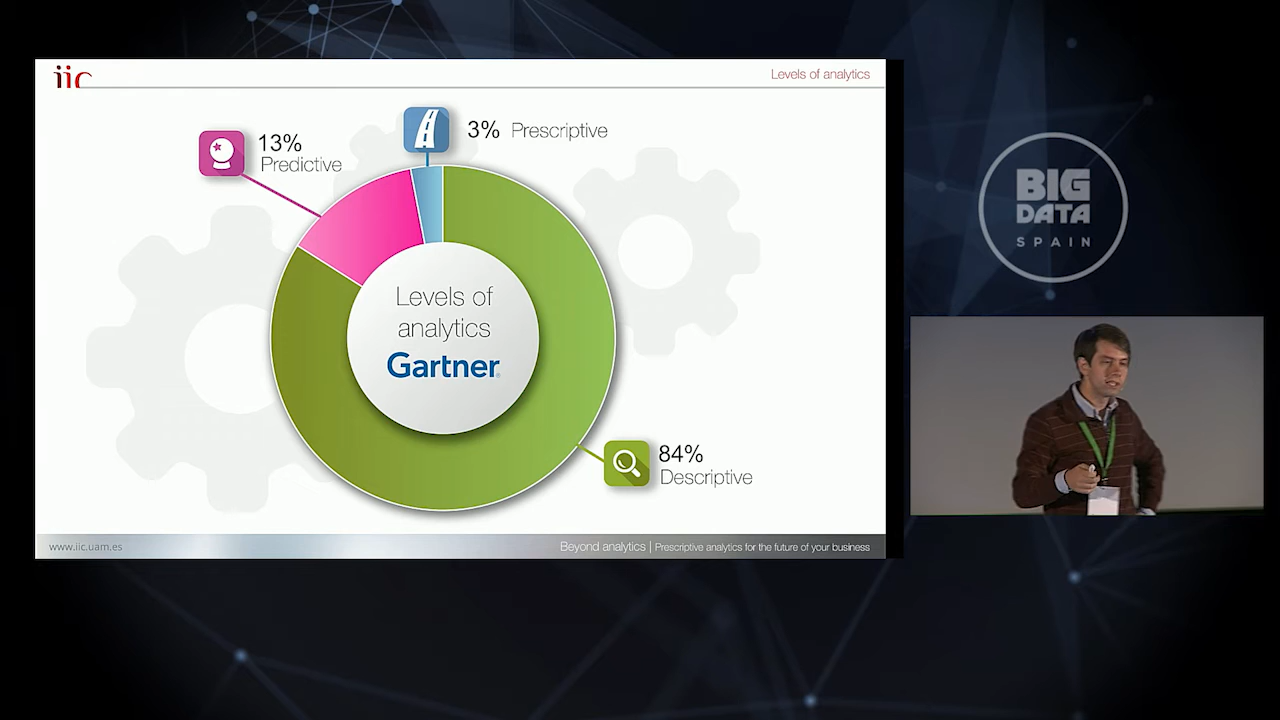 iic
Levels of analytics
3% Prescriptive
13%
Predictive
Levels of
analytics
Gartner
84%
Descriptive
www.iic.uam.es
Beyond analytics | Prescriptive analytics for the future of your business
BIG
DATA
SPAIN